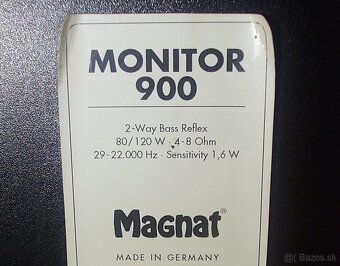 MONITOR
900
2-Way Bass Reflex
80/120 W · 4-8 Ohm
29-22.000 Hz · Sensitivity 1,6 W
Magnat®
MADE IN GERMANY
Bazos.sk